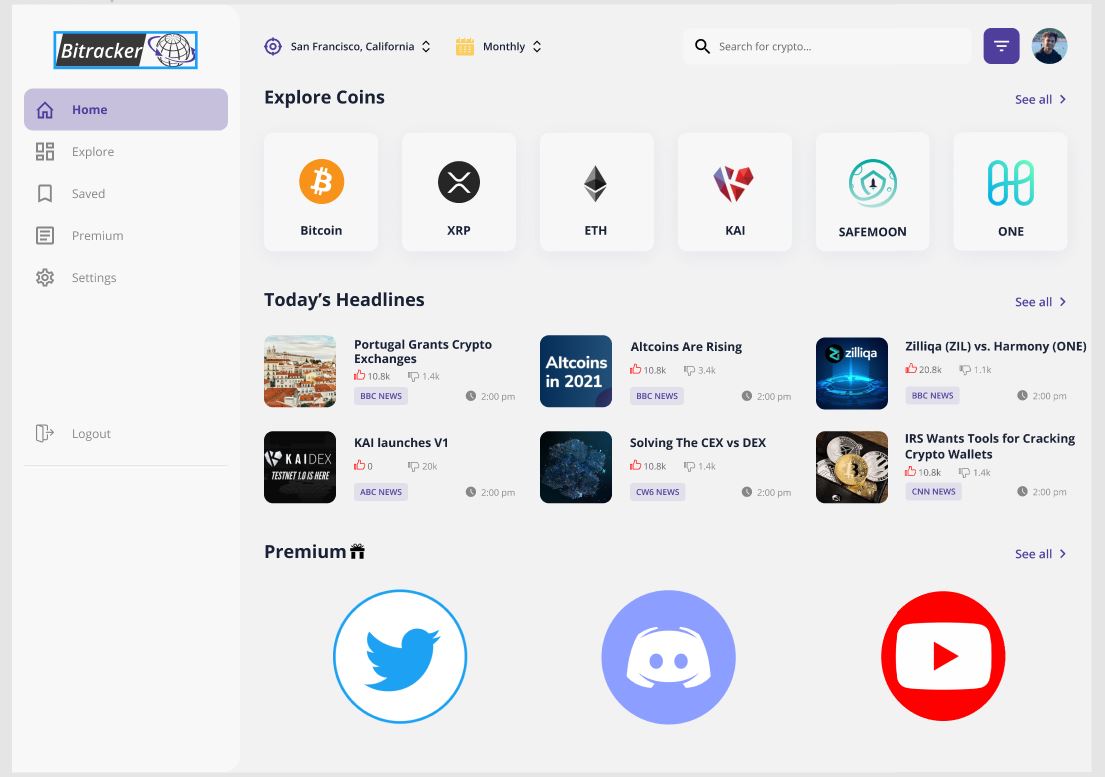 Bitracker
San Francisco, California
Monthly
Search for crypto...
Home
Explore
Saved
Premium
Settings
Logout
Explore Coins
See all
Bitcoin
XRP
ETH
KAI
SAFEMOON
ONE
Today's Headlines
See all
Portugal Grants Crypto
Exchanges
10.8k 1.4k
BBC NEWS 2:00 pm
Altcoins
in 2021
Altcoins Are Rising
10.8k 3.4k
BBC NEWS 2:00 pm
zilliqa
Zilliqa (ZIL) vs. Harmony (ONE)
20.8k 1.1k
BBC NEWS 2:00 pm
KAIDEX
TESTNET 1.0 IS HERE
KAI launches V1
0 20k
ABC NEWS 2:00 pm
Solving The CEX vs DEX
10.8k 1.4k
CW6 NEWS 2:00 pm
IRS Wants Tools for Cracking
Crypto Wallets
10.8k 1.4k
CNN NEWS 2:00 pm
Premium
See all